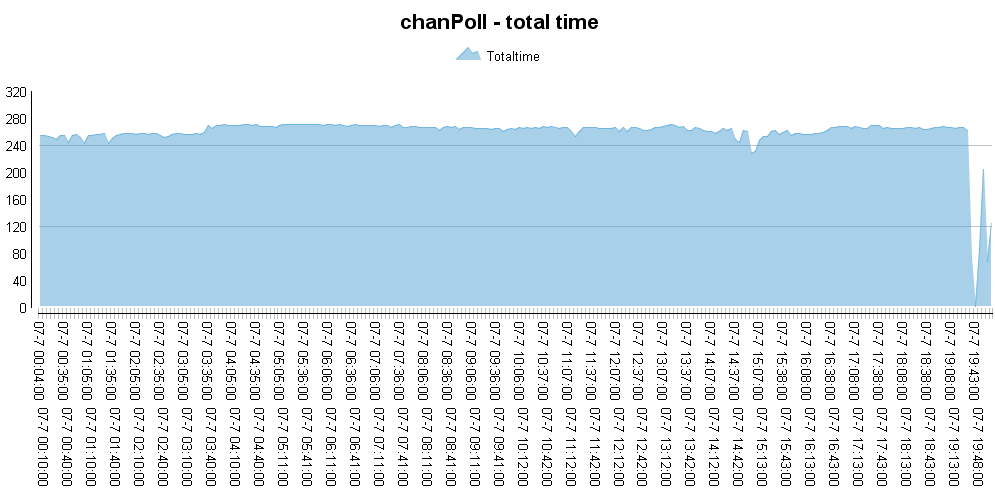 chanPoll - total time
Totaltime
320
280
240
200
160
120
80
40
0
07-7 00:04:00 07-7 00:10:00
07-7 00:35:00 07-7 00:40:00
07-7 01:05:00 07-7 01:10:00
07-7 01:35:00 07-7 01:40:00
07-7 02:05:00 07-7 02:10:00
07-7 02:35:00 07-7 02:40:00
07-7 03:05:00 07-7 03:10:00
07-7 03:35:00 07-7 03:40:00
07-7 04:05:00 07-7 04:10:00
07-7 04:35:00 07-7 04:40:00
07-7 05:06:00 07-7 05:11:00
07-7 05:36:00 07-7 05:41:00
07-7 06:06:00 07-7 06:11:00
07-7 06:36:00 07-7 06:41:00
07-7 07:06:00 07-7 07:11:00
07-7 07:36:00 07-7 07:41:00
07-7 08:06:00 07-7 08:11:00
07-7 08:36:00 07-7 08:41:00
07-7 09:06:00 07-7 09:11:00
07-7 09:36:00 07-7 09:41:00
07-7 10:06:00 07-7 10:12:00
07-7 10:37:00 07-7 10:42:00
07-7 11:07:00 07-7 11:12:00
07-7 11:37:00 07-7 11:42:00
07-7 12:07:00 07-7 12:12:00
07-7 12:37:00 07-7 12:42:00
07-7 13:07:00 07-7 13:12:00
07-7 13:37:00 07-7 13:42:00
07-7 14:07:00 07-7 14:12:00
07-7 14:37:00 07-7 14:42:00
07-7 15:07:00 07-7 15:13:00
07-7 15:38:00 07-7 15:43:00
07-7 16:08:00 07-7 16:13:00
07-7 16:38:00 07-7 16:43:00
07-7 17:08:00 07-7 17:13:00
07-7 17:38:00 07-7 17:43:00
07-7 18:08:00 07-7 18:13:00
07-7 18:38:00 07-7 18:43:00
07-7 19:08:00 07-7 19:13:00
07-7 19:43:00 07-7 19:48:00